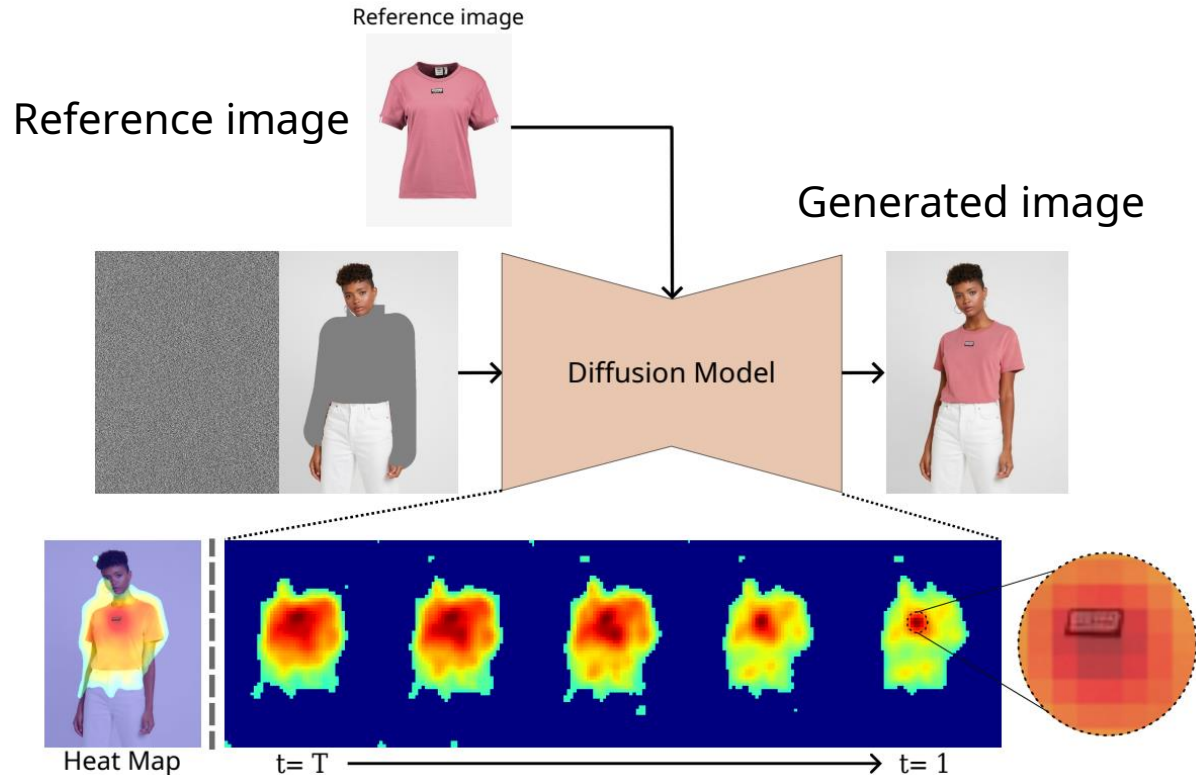 Reference image
Reference image
Generated image
Diffusion Model
Heat Map
t= T
t= 1